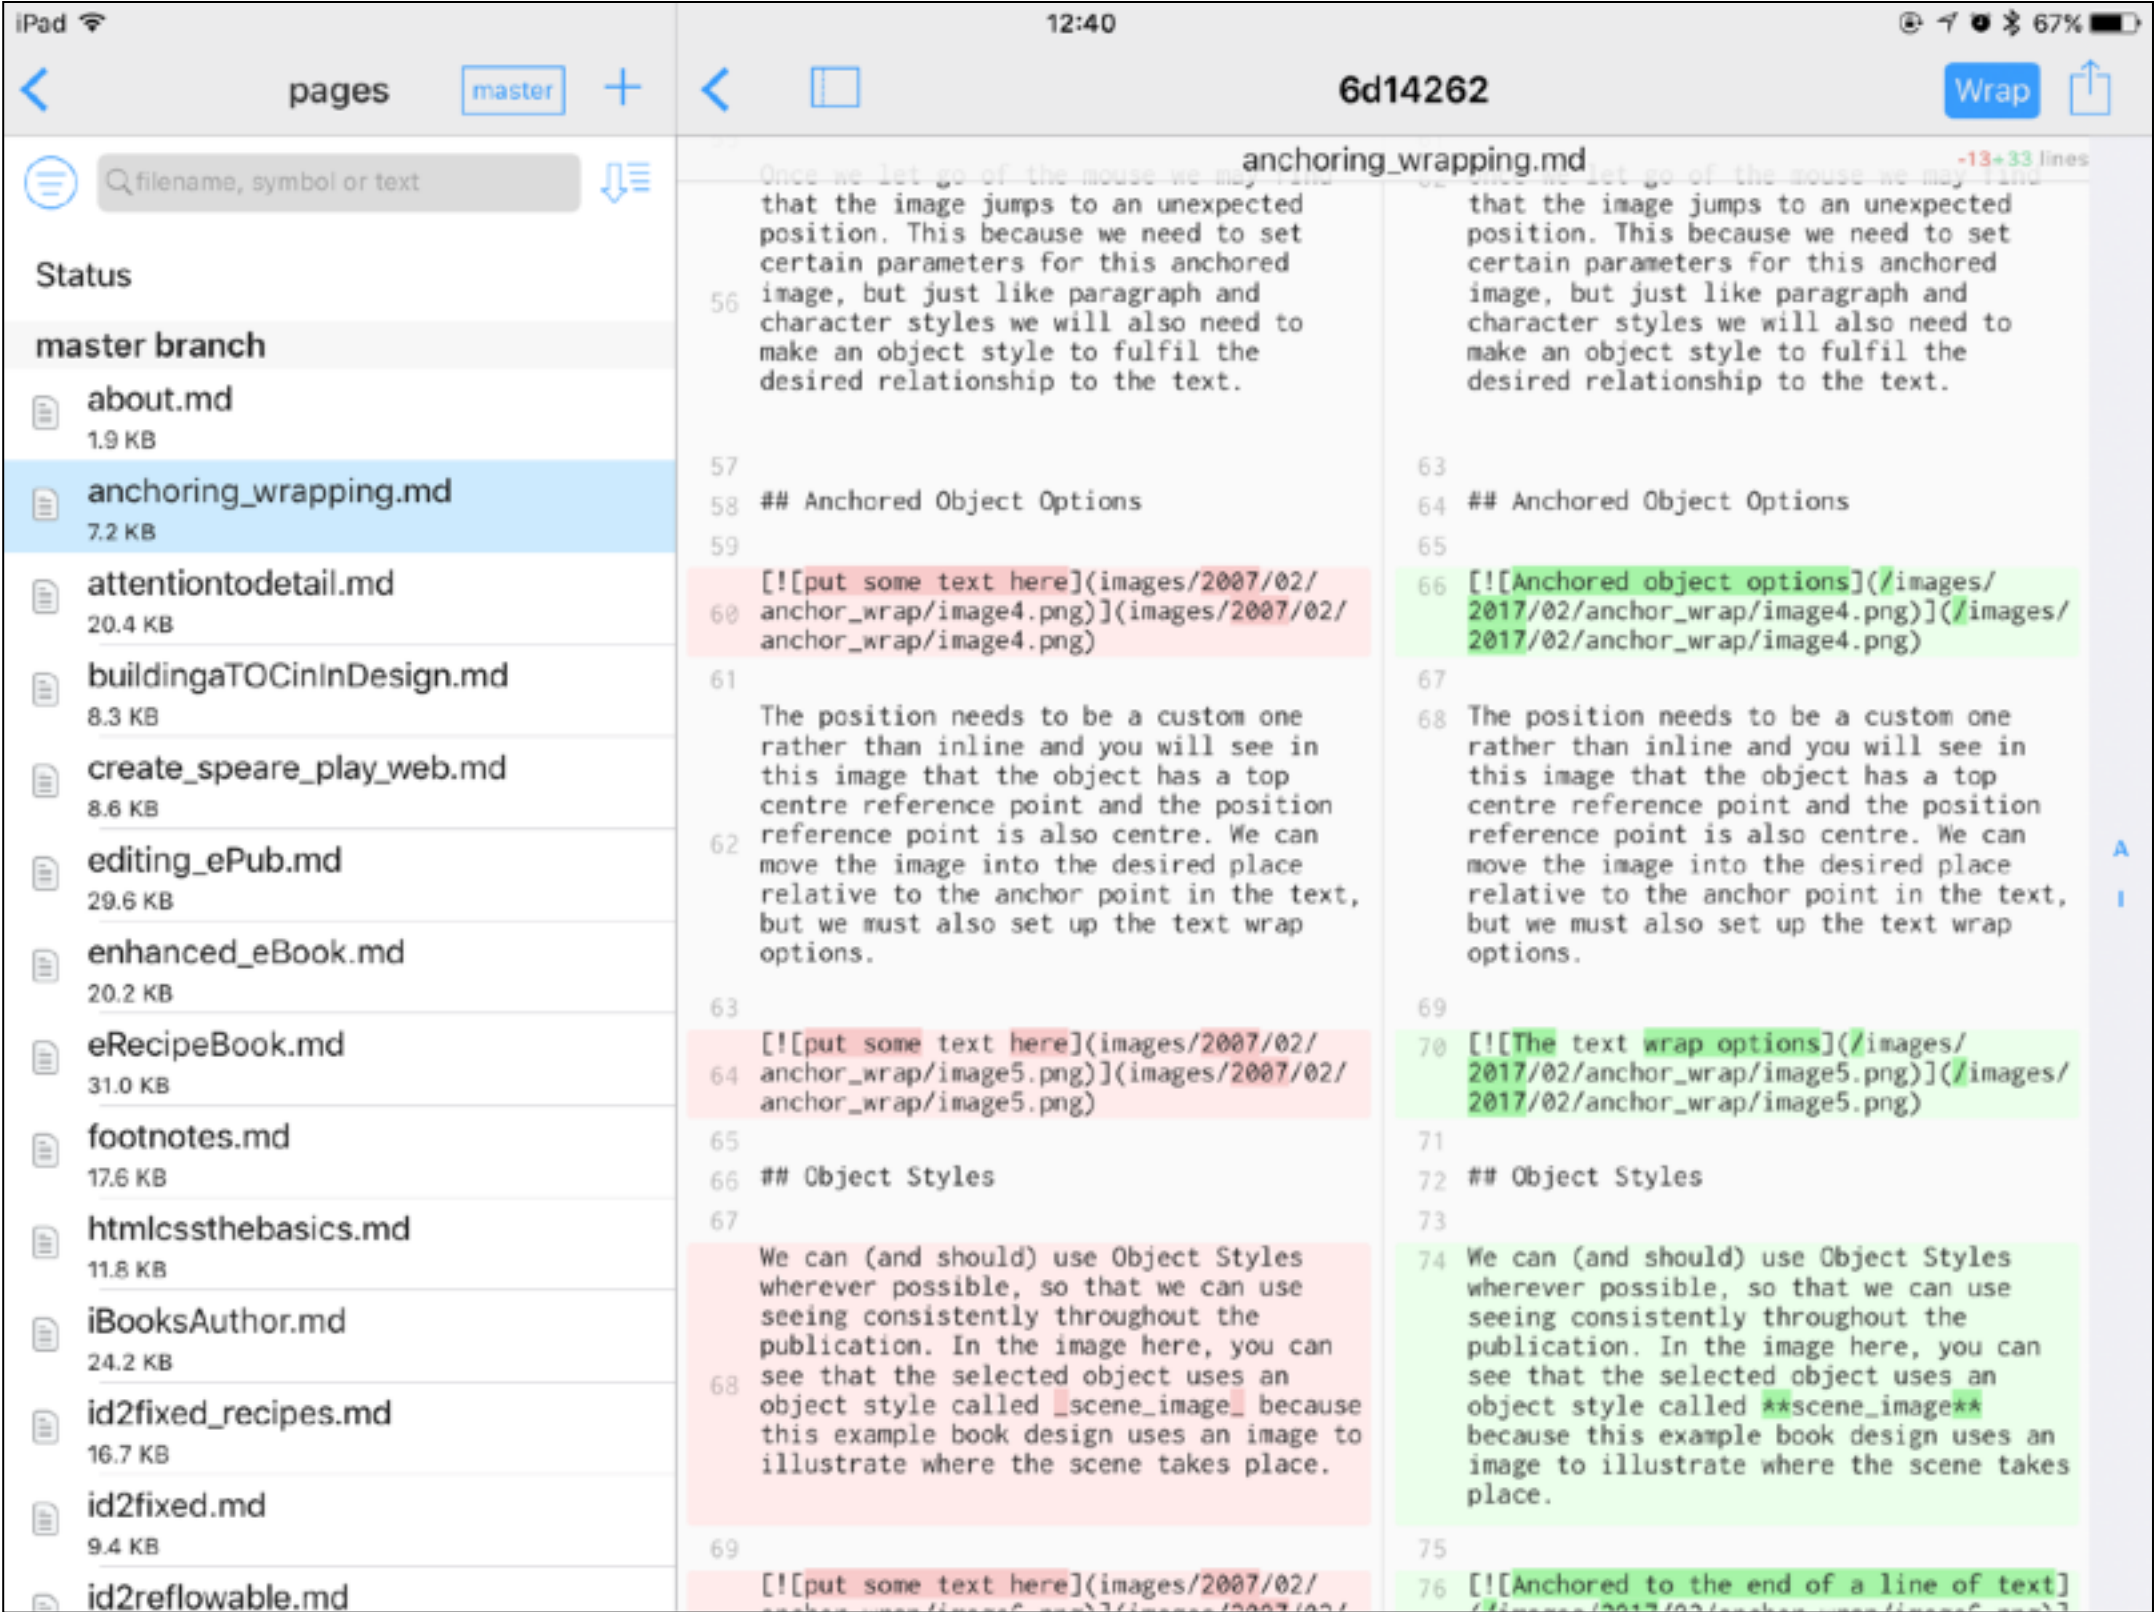 iPad
12:40
67%
pages
master
6d14262
Wrap
filename, symbol or text
Status
master branch
about.md
1.9 KB
anchoring_wrapping.md
7.2 KB
attentiontodetail.md
20.4 KB
buildingaTOCinInDesign.md
8.3 KB
create_speare_play_web.md
8.6 KB
editing_ePub.md
29.6 KB
enhanced_eBook.md
20.2 KB
eRecipeBook.md
31.0 KB
footnotes.md
17.6 KB
htmlcssthebasics.md
11.8 KB
iBooksAuthor.md
24.2 KB
id2fixed_recipes.md
16.7 KB
id2fixed.md
9.4 KB
id2reflowable.md
anchoring_wrapping.md
-13+33 lines
Once we let go of the mouse we may find
that the image jumps to an unexpected
position. This because we need to set
certain parameters for this anchored
56 image, but just like paragraph and
character styles we will also need to
make an object style to fulfil the
desired relationship to the text.
57
58 ## Anchored Object Options
59
[![put some text here](images/2007/02/
60 anchor_wrap/image4.png)](images/2007/02/
anchor_wrap/image4.png)
61
The position needs to be a custom one
rather than inline and you will see in
this image that the object has a top
centre reference point and the position
62 reference point is also centre. We can
move the image into the desired place
relative to the anchor point in the text,
but we must also set up the text wrap
options.
63
[![put some text here](images/2007/02/
64 anchor_wrap/image5.png)](images/2007/02/
anchor_wrap/image5.png)
65
66 ## Object Styles
67
We can (and should) use Object Styles
wherever possible, so that we can use
seeing consistently throughout the
publication. In the image here, you can
68 see that the selected object uses an
object style called _scene_image_ because
this example book design uses an image to
illustrate where the scene takes place.
69
[![put some text here](images/2007/02/
62 Once we let go of the mouse we may find
that the image jumps to an unexpected
position. This because we need to set
certain parameters for this anchored
image, but just like paragraph and
character styles we will also need to
make an object style to fulfil the
desired relationship to the text.
63
64 ## Anchored Object Options
65
66 [![Anchored object options](/images/
2017/02/anchor_wrap/image4.png)](/images/
2017/02/anchor_wrap/image4.png)
67
68 The position needs to be a custom one
rather than inline and you will see in
this image that the object has a top
centre reference point and the position
reference point is also centre. We can
move the image into the desired place
relative to the anchor point in the text,
but we must also set up the text wrap
options.
69
70 [![The text wrap options](/images/
2017/02/anchor_wrap/image5.png)](/images/
2017/02/anchor_wrap/image5.png)
71
72 ## Object Styles
73
74 We can (and should) use Object Styles
wherever possible, so that we can use
seeing consistently throughout the
publication. In the image here, you can
see that the selected object uses an
object style called **scene_image**
because this example book design uses an
image to illustrate where the scene takes
place.
75
76 [![Anchored to the end of a line of text]
A
I